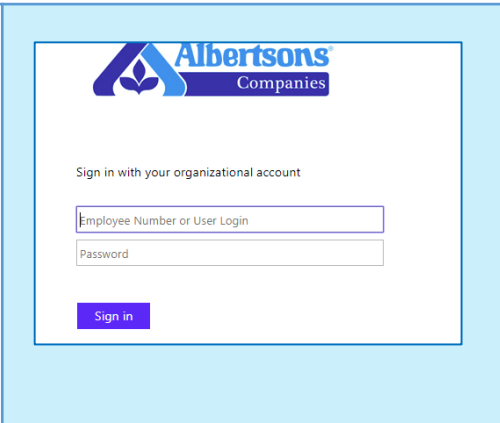 Albertsons®
Companies
Sign in with your organizational account
Employee Number or User Login
Password
Sign in